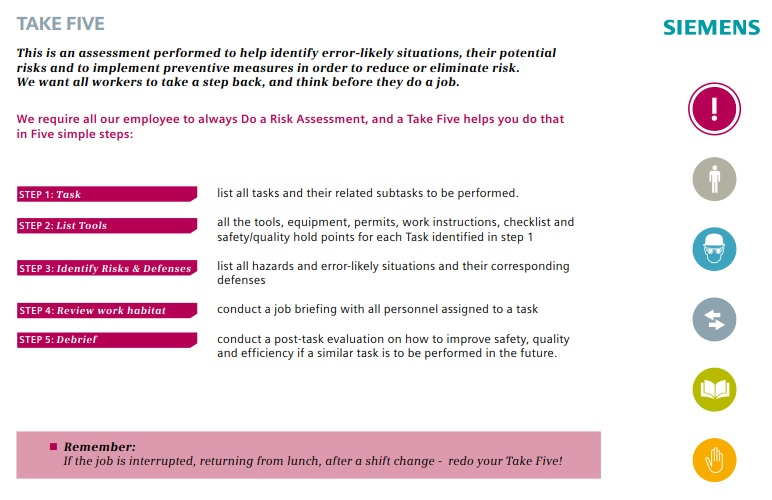 TAKE FIVE
SIEMENS
This is an assessment performed to help identify error-likely situations, their potential
risks and to implement preventive measures in order to reduce or eliminate risk.
We want all workers to take a step back, and think before they do a job.
We require all our employee to always Do a Risk Assessment, and a Take Five helps you do that
in Five simple steps:
STEP 1: Task
list all tasks and their related subtasks to be performed.
STEP 2: List Tools
all the tools, equipment, permits, work instructions, checklist and
safety/quality hold points for each Task identified in step 1
STEP 3: Identify Risks & Defenses
list all hazards and error-likely situations and their corresponding
defenses
STEP 4: Review work habitat
conduct a job briefing with all personnel assigned to a task
STEP 5: Debrief
conduct a post-task evaluation on how to improve safety, quality
and efficiency if a similar task is to be performed in the future.
Remember:
If the job is interrupted, returning from lunch, after a shift change - redo your Take Five!